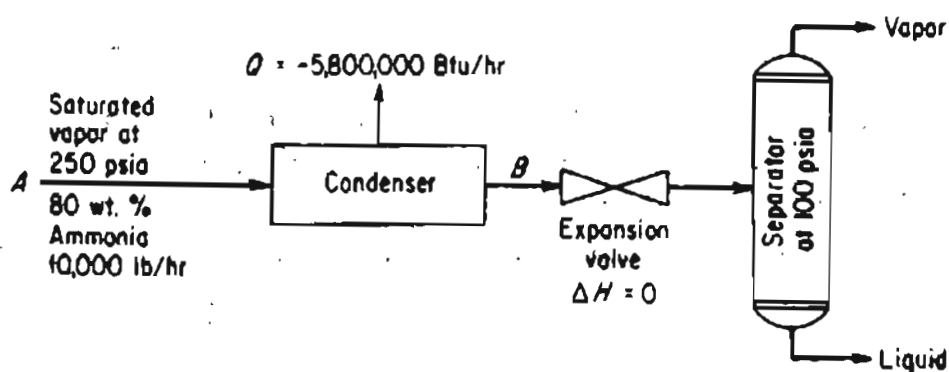 Vapor
Q = -5,800,000 Btu/hr
Saturated
vapor at
250 psia
A
80 wt. %
Ammonia
10,000 lb/hr
Condenser
B
Expansion
valve
ΔH = 0
Separator
at 100 psia
Liquid